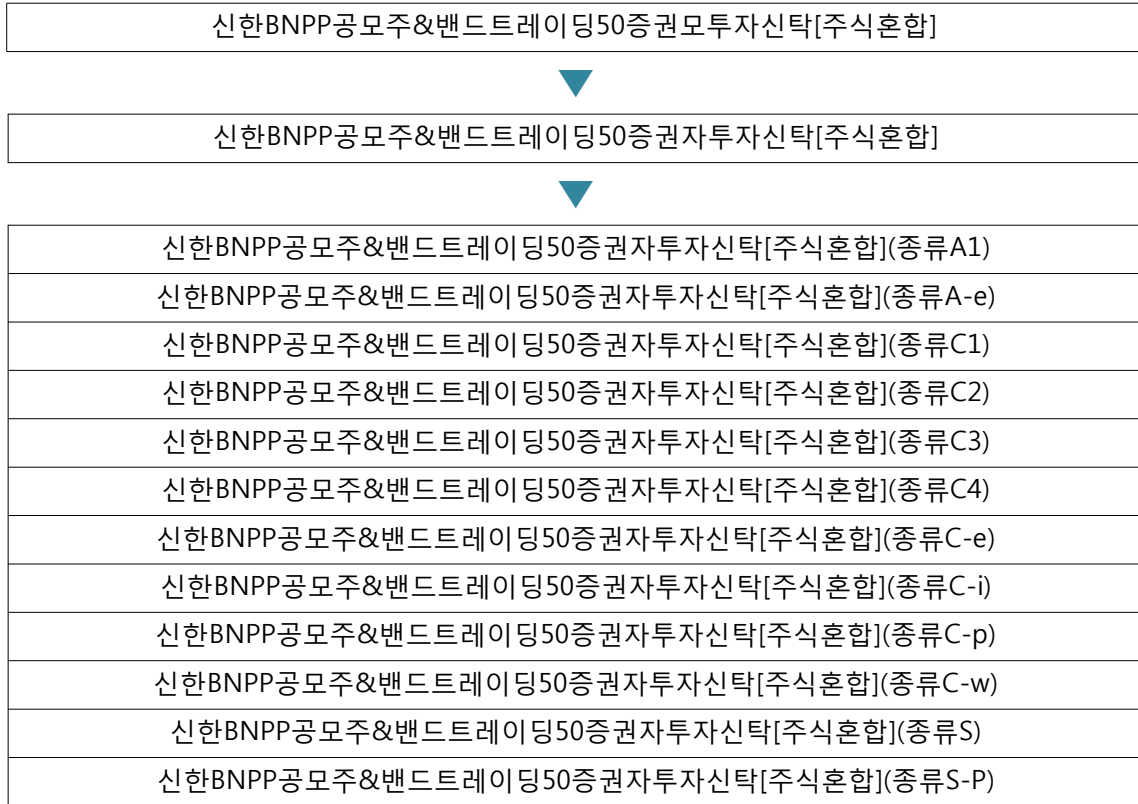 신한BNPP공모주&밴드트레이딩50증권모투자신탁[주식혼합]
신한BNPP공모주&밴드트레이딩50증권자투자신탁[주식혼합]
신한BNPP공모주&밴드트레이딩50증권자투자신탁[주식혼합](종류A1)
신한BNPP공모주&밴드트레이딩50증권자투자신탁[주식혼합](종류A-e)
신한BNPP공모주&밴드트레이딩50증권자투자신탁[주식혼합](종류C1)
신한BNPP공모주&밴드트레이딩50증권자투자신탁[주식혼합](종류C2)
신한BNPP공모주&밴드트레이딩50증권자투자신탁[주식혼합](종류C3)
신한BNPP공모주&밴드트레이딩50증권자투자신탁[주식혼합](종류C4)
신한BNPP공모주&밴드트레이딩50증권자투자신탁[주식혼합](종류C-e)
신한BNPP공모주&밴드트레이딩50증권자투자신탁[주식혼합](종류C-i)
신한BNPP공모주&밴드트레이딩50증권자투자신탁[주식혼합](종류C-p)
신한BNPP공모주&밴드트레이딩50증권자투자신탁[주식혼합](종류C-w)
신한BNPP공모주&밴드트레이딩50증권자투자신탁[주식혼합](종류S)
신한BNPP공모주&밴드트레이딩50증권자투자신탁[주식혼합](종류S-P)